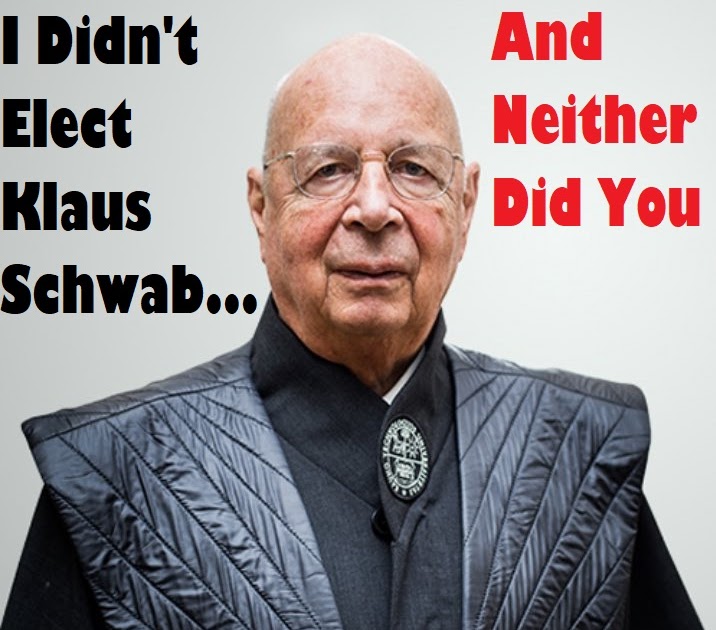 I Didn't
Elect
Klaus
Schwab...
And
Neither
Did You